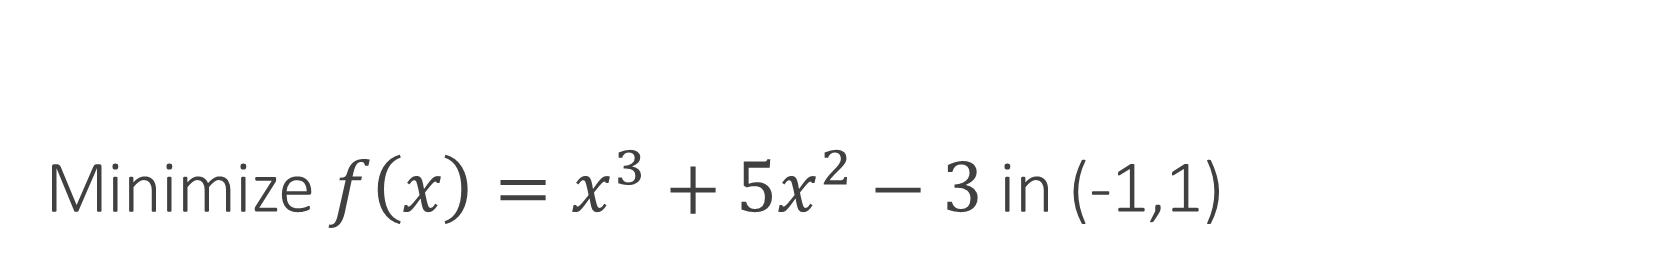 Minimize f(x) = x³ + 5x² − 3 in (-1,1)